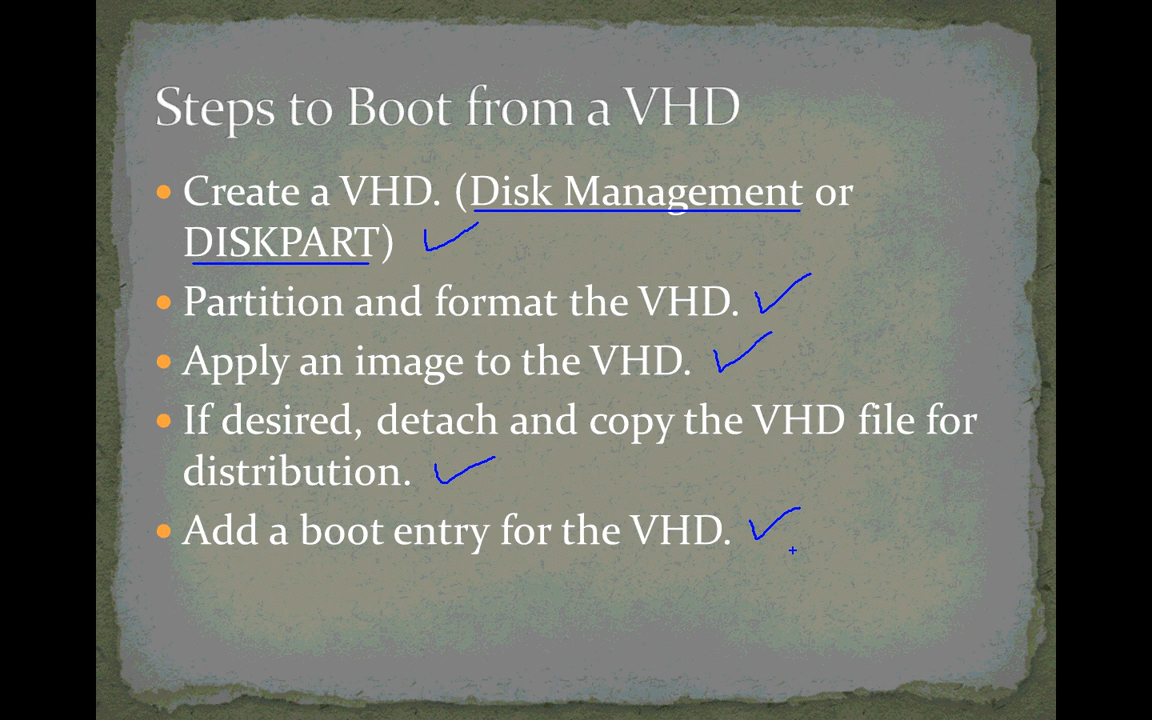 Steps to Boot from a VHD
Create a VHD. (Disk Management or
DISKPART)
Partition and format the VHD.
Apply an image to the VHD.
If desired, detach and copy the VHD file for
distribution.
Add a boot entry for the VHD.